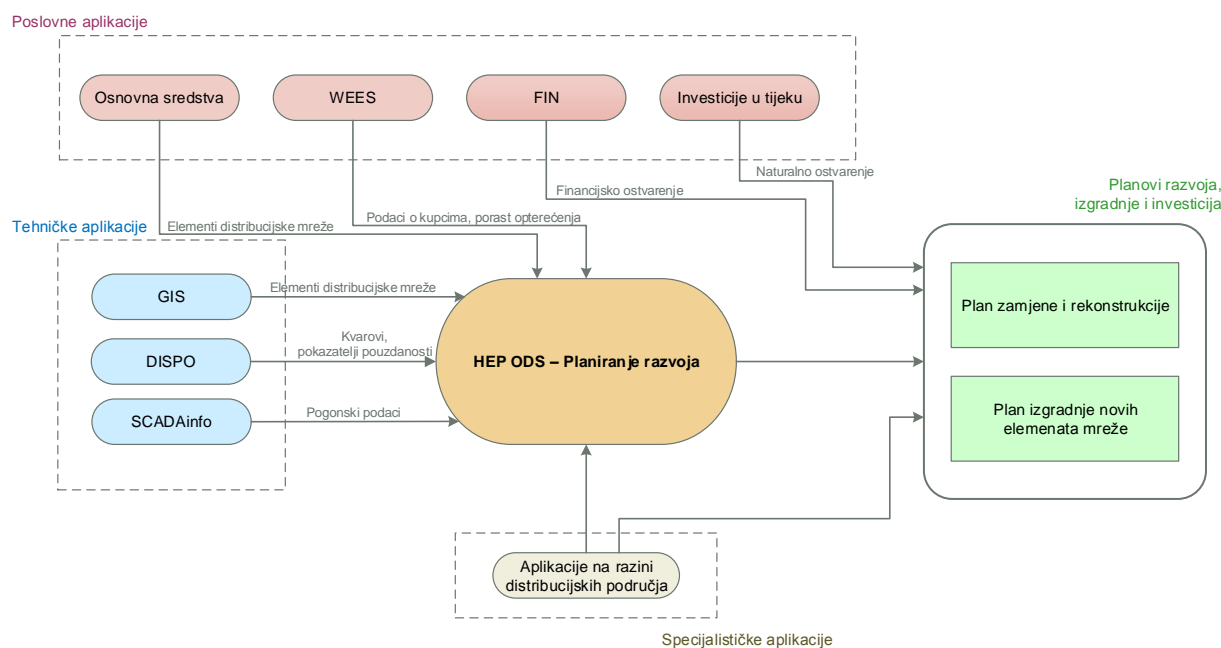 Poslovne aplikacije
Osnovna sredstva
WEES
FIN
Investicije u tijeku
Naturalno ostvarenje
Financijsko ostvarenje
Planovi razvoja,
izgradnje i investicija
Podaci o kupcima, porast opterećenja
Tehničke aplikacije
Elementi distribucijske mreže
GIS
Elementi distribucijske mreže
Plan zamjene i rekonstrukcije
Kvarovi,
pokazatelji pouzdanosti
DISPO
HEP ODS – Planiranje razvoja
SCADAinfo
Pogonski podaci
Plan izgradnje novih
elemenata mreže
Aplikacije na razini
distribucijskih područja
Specijalističke aplikacije